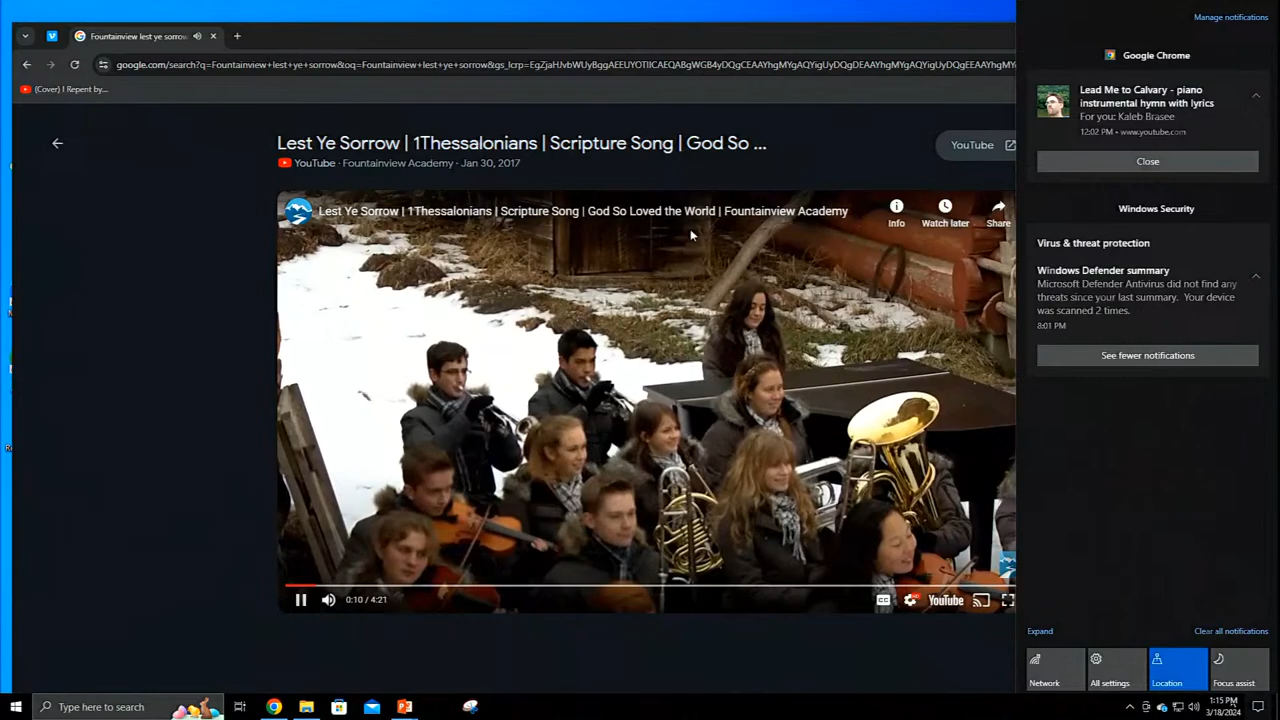 Manage notifications
Fountainview lest ye sorrow
google.com/search?q=Fountainview+lest+ye+sorrow&oq=Fountainview+lest+ye+sorrow&gs_lcrp=
(Cover) I Repent by...
Google Chrome
Lead Me to Calvary - piano
instrumental hymn with lyrics
For you: Kaleb Brasee
12:02 PM • www.youtube.com
Close
Lest Ye Sorrow | 1Thessalonians | Scripture Song | God So ...
YouTube · Fountainview Academy · Jan 30, 2017
YouTube
Lest Ye Sorrow | 1Thessalonians | Scripture Song | God So Loved the World | Fountainview Academy
Info
Watch later
Share
Windows Security
Virus & threat protection
Windows Defender summary
Microsoft Defender Antivirus did not find any
threats since your last summary. Your device
was scanned 2 times.
8:01 PM
See fewer notifications
0:10 / 4:21
CC
HD
YouTube
Expand
Clear all notifications
Network
All settings
Location
Focus assist
Type here to search
1:15 PM
3/18/2024